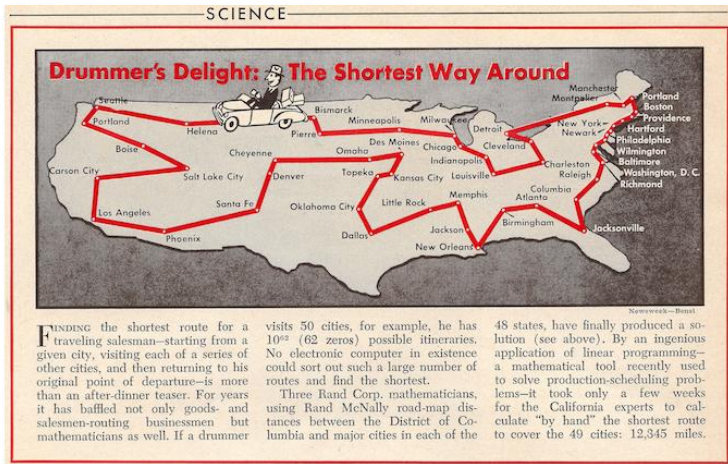 SCIENCE
Drummer's Delight: The Shortest Way Around
Seattle
Portland
Helena
Boise
Carson City
Salt Lake City
Los Angeles
Phoenix
Santa Fe
Denver
Cheyenne
Bismarck
Pierre
Minneapolis
Milwaukee
Omaha
Des Moines
Chicago
Topeka
Kansas City
Oklahoma City
Dallas
Little Rock
Memphis
Jackson
New Orleans
Birmingham
Atlanta
Indianapolis
Louisville
Detroit
Cleveland
Charleston
Raleigh
Columbia
Jacksonville
Manchester
Montpelier
Portland
Boston
Providence
New York
Hartford
Newark
Philadelphia
Wilmington
Baltimore
Washington, D. C.
Richmond
Newsweek—Benzi
FINDING the shortest route for a
traveling salesman—starting from a
given city, visiting each of a series of
other cities, and then returning to his
original point of departure—is more
than an after-dinner teaser. For years
it has baffled not only goods- and
salesmen-routing businessmen but
mathematicians as well. If a drummer
visits 50 cities, for example, he has
10⁶² (62 zeros) possible itineraries.
No electronic computer in existence
could sort out such a large number of
routes and find the shortest.
Three Rand Corp. mathematicians,
using Rand McNally road-map dis-
tances between the District of Co-
lumbia and major cities in each of the
48 states, have finally produced a so-
lution (see above). By an ingenious
application of linear programming—
a mathematical tool recently used
to solve production-scheduling prob-
lems—it took only a few weeks
for the California experts to cal-
culate "by hand" the shortest route
to cover the 49 cities: 12,345 miles.